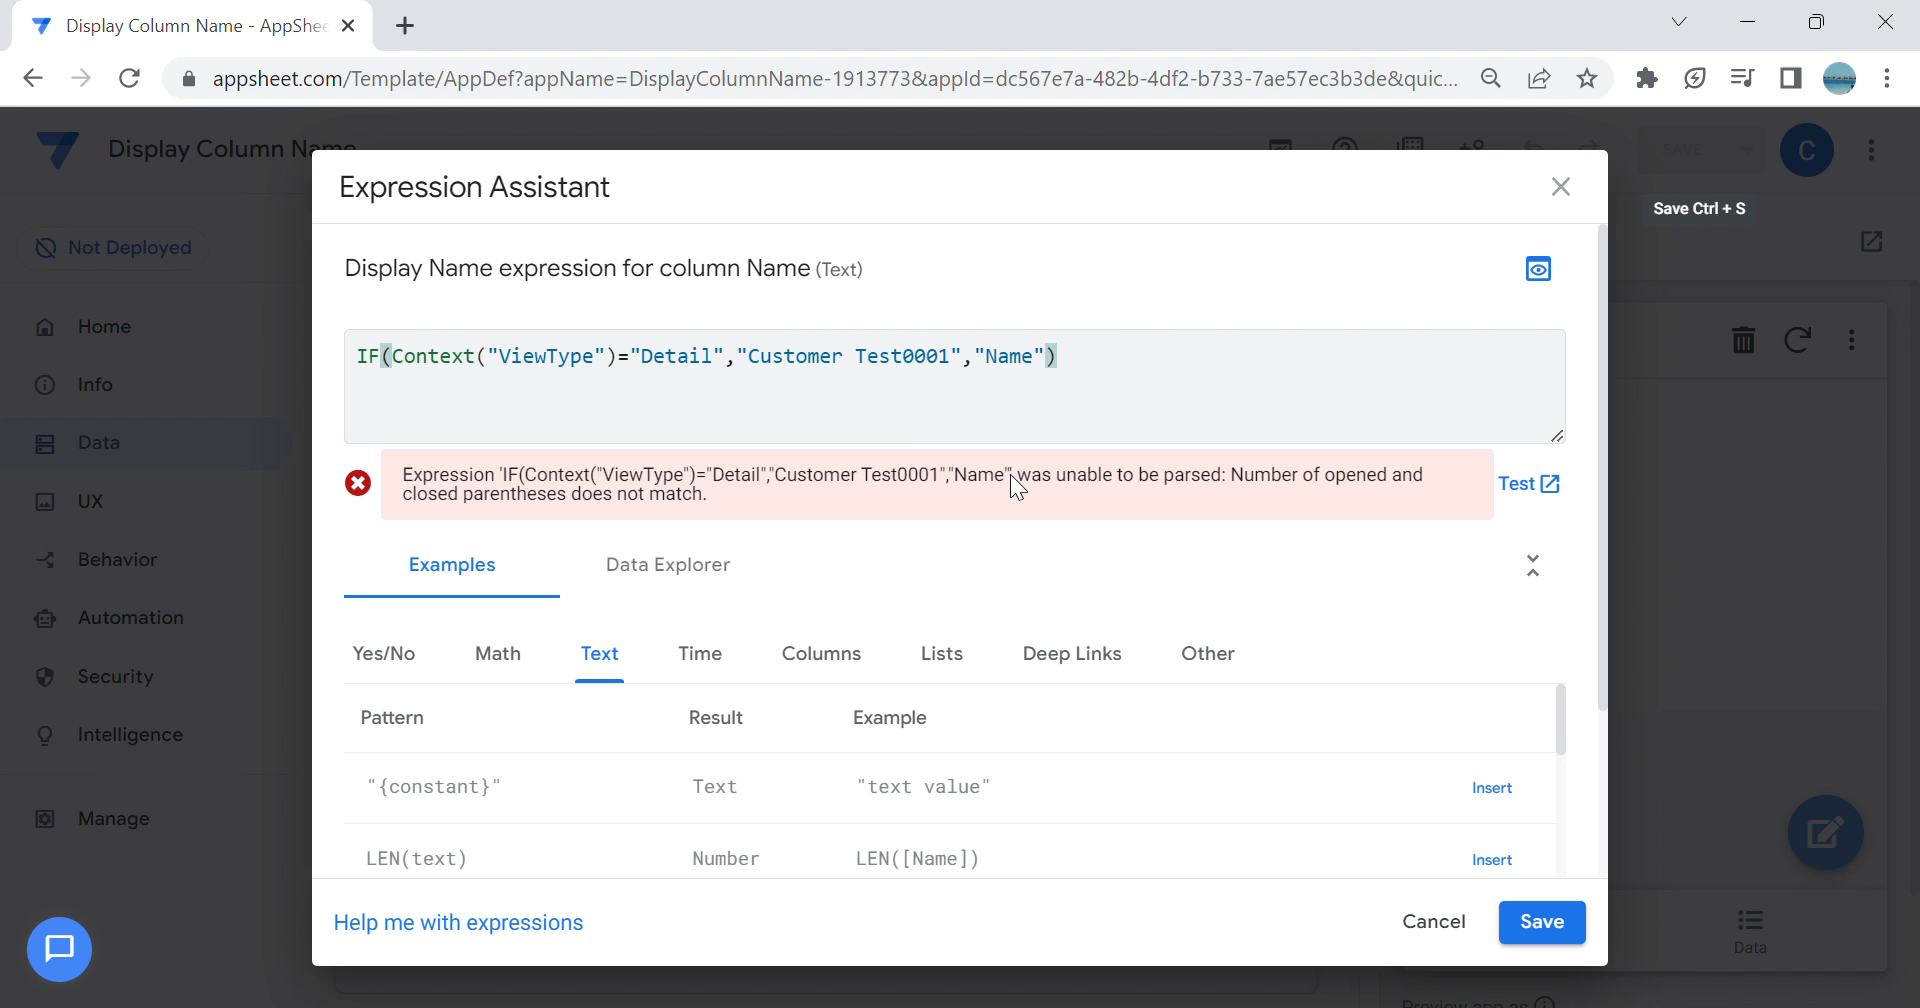 Display Column Name - AppShee
appsheet.com/Template/AppDef?appName=DisplayColumnName-1913773&appId=dc567e7a-482b-4df2-b733-7ae57ec3b3de&quic...
Display Column Name
SAVE
C
Save Ctrl + S
Not Deployed
Home
Info
Data
UX
Behavior
Automation
Security
Intelligence
Manage
Expression Assistant
Display Name expression for column Name (Text)
IF(Context("ViewType")="Detail","Customer Test0001","Name")
Expression 'IF(Context("ViewType")="Detail","Customer Test0001","Name"' was unable to be parsed: Number of opened and
closed parentheses does not match.
Test
Examples Data Explorer
Yes/No Math Text Time Columns Lists Deep Links Other
Pattern Result Example
"{constant}" Text "text value" Insert
LEN(text) Number LEN([Name]) Insert
Help me with expressions
Cancel Save
Data
Preview app as